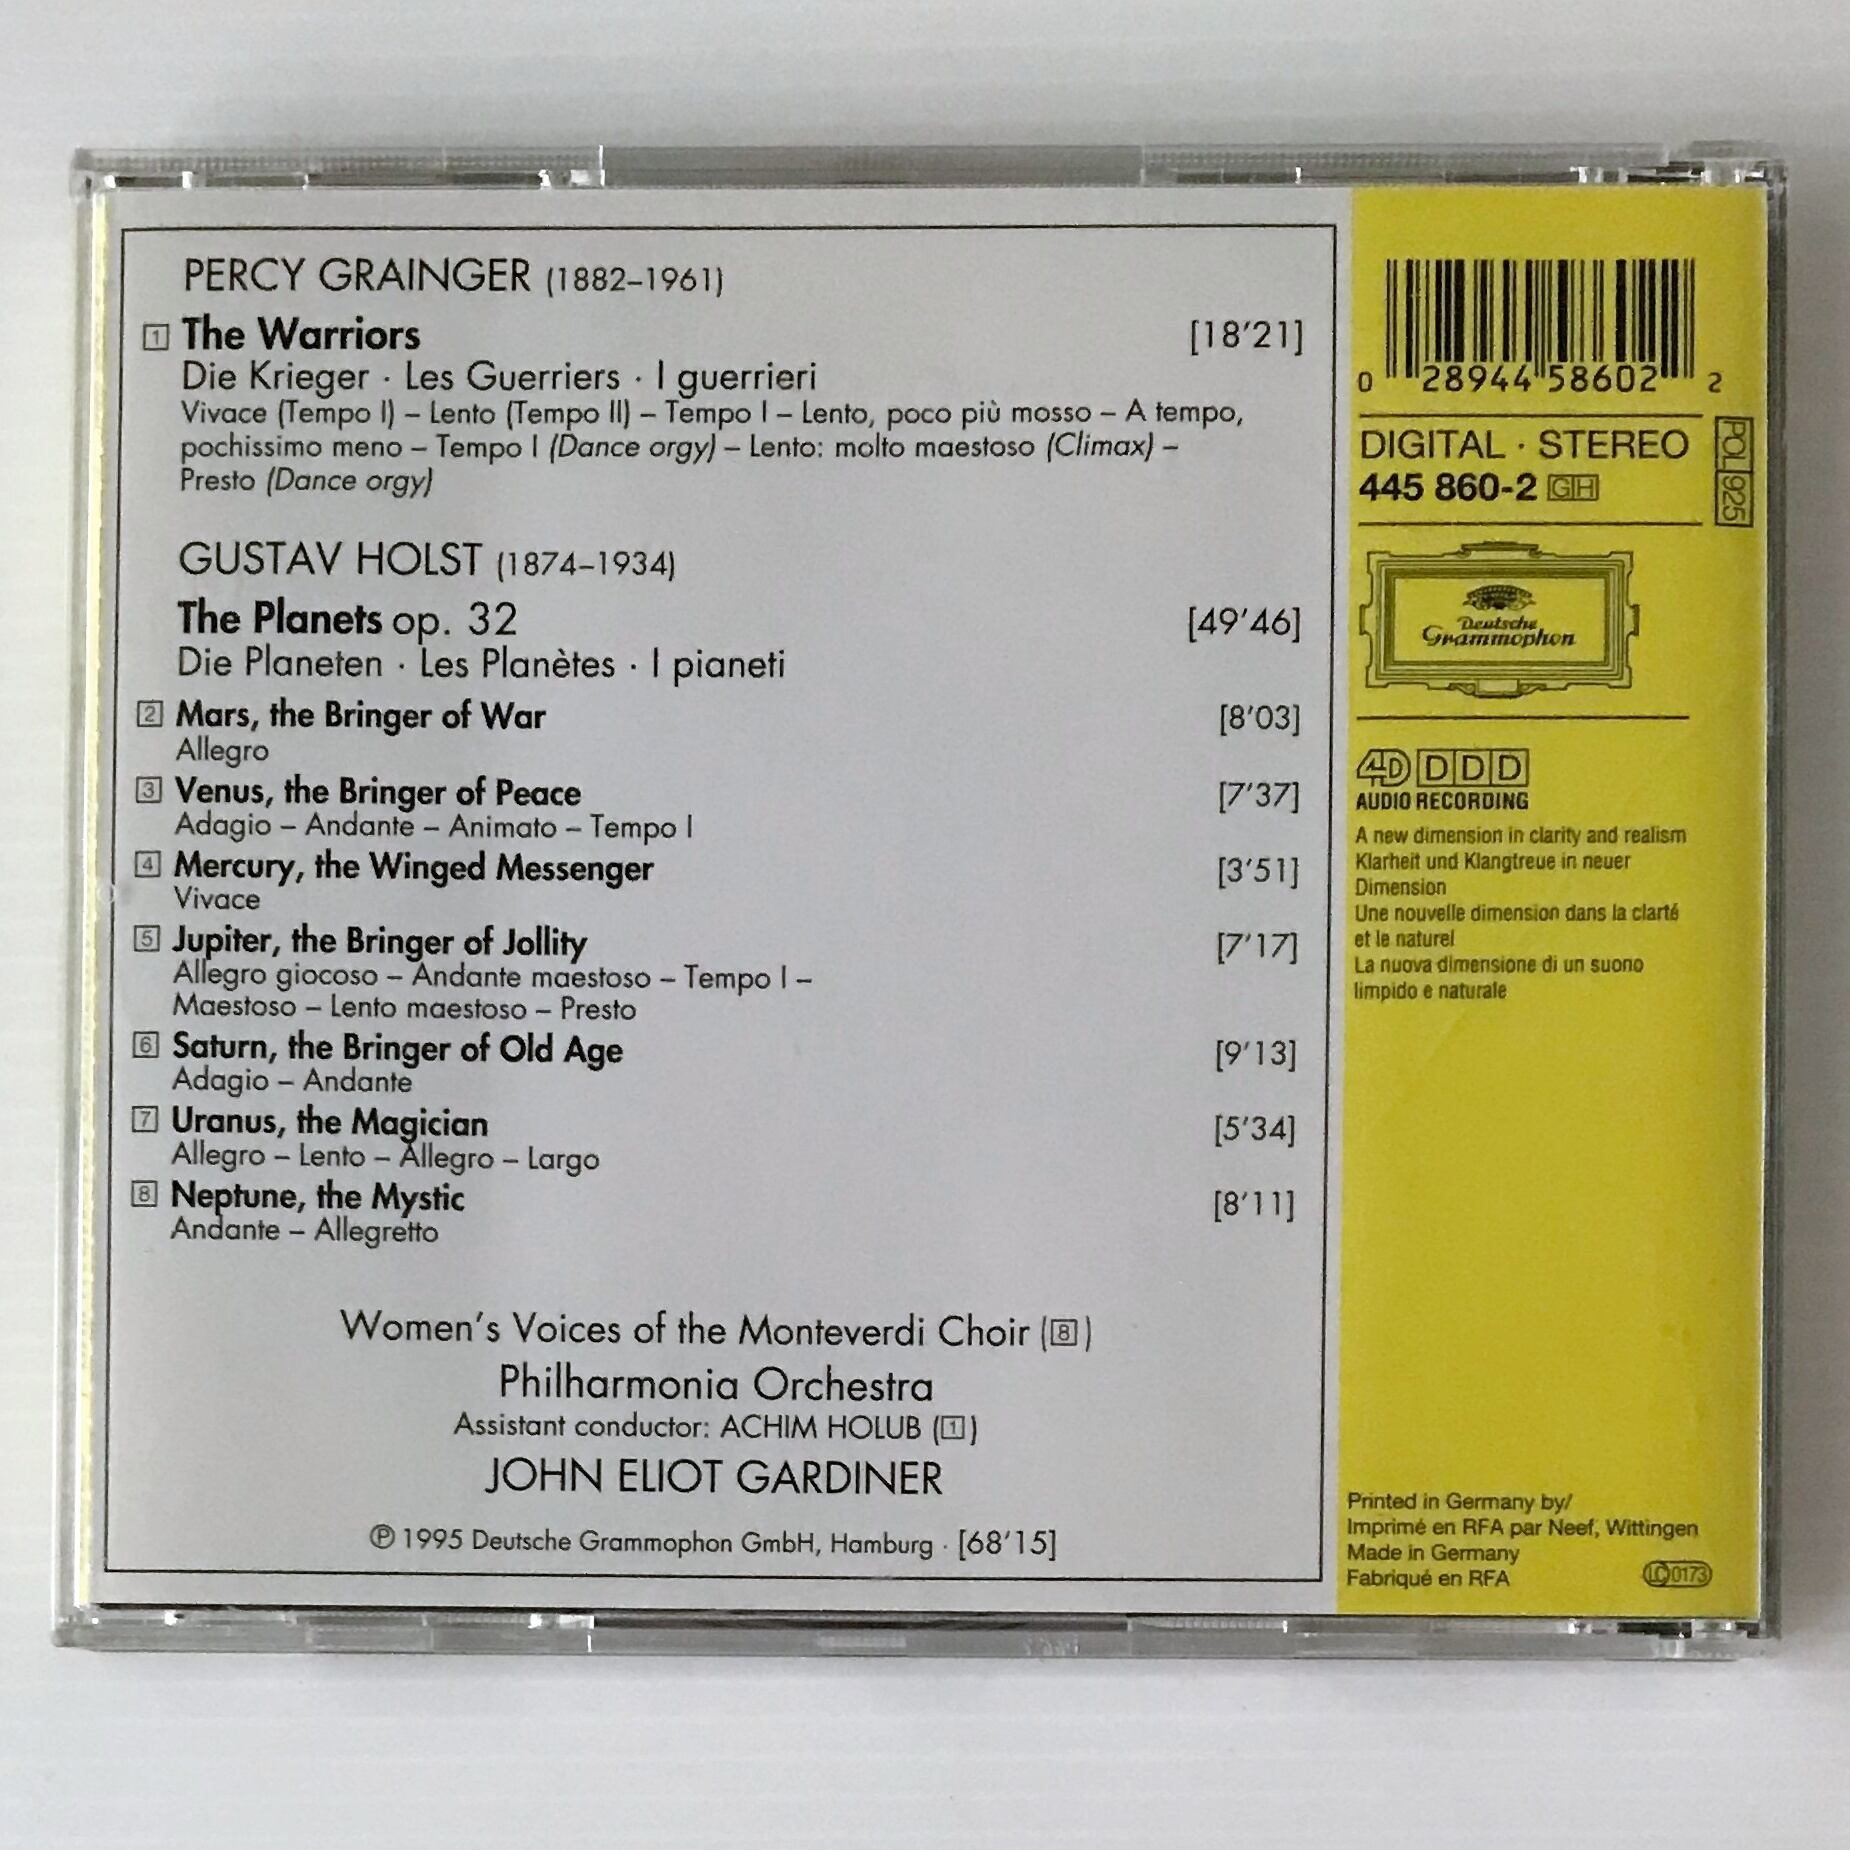 PERCY GRAINGER (1882–1961)
1 The Warriors [18'21]
Die Krieger · Les Guerriers · I guerrieri
Vivace (Tempo I) – Lento (Tempo II) – Tempo I – Lento, poco più mosso – A tempo,
pochissimo meno – Tempo I (Dance orgy) – Lento: molto maestoso (Climax) –
Presto (Dance orgy)
GUSTAV HOLST (1874–1934)
The Planets op. 32 [49'46]
Die Planeten · Les Planètes · I pianeti
2 Mars, the Bringer of War [8'03]
Allegro
3 Venus, the Bringer of Peace [7'37]
Adagio – Andante – Animato – Tempo I
4 Mercury, the Winged Messenger [3'51]
Vivace
5 Jupiter, the Bringer of Jollity [7'17]
Allegro giocoso – Andante maestoso – Tempo I –
Maestoso – Lento maestoso – Presto
6 Saturn, the Bringer of Old Age [9'13]
Adagio – Andante
7 Uranus, the Magician [5'34]
Allegro – Lento – Allegro – Largo
8 Neptune, the Mystic [8'11]
Andante – Allegretto
Women's Voices of the Monteverdi Choir (8)
Philharmonia Orchestra
Assistant conductor: ACHIM HOLUB (1)
JOHN ELIOT GARDINER
℗ 1995 Deutsche Grammophon GmbH, Hamburg · [68'15]
0 28944 58602 2
DIGITAL · STEREO
445 860-2 GH
POL 925
Deutsche
Grammophon
4D DDD
AUDIO RECORDING
A new dimension in clarity and realism
Klarheit und Klangtreue in neuer
Dimension
Une nouvelle dimension dans la clarté
et le naturel
La nuova dimensione di un suono
limpido e naturale
Printed in Germany by/
Imprimé en RFA par Neef, Wittingen
Made in Germany
Fabriqué en RFA
LC 0173